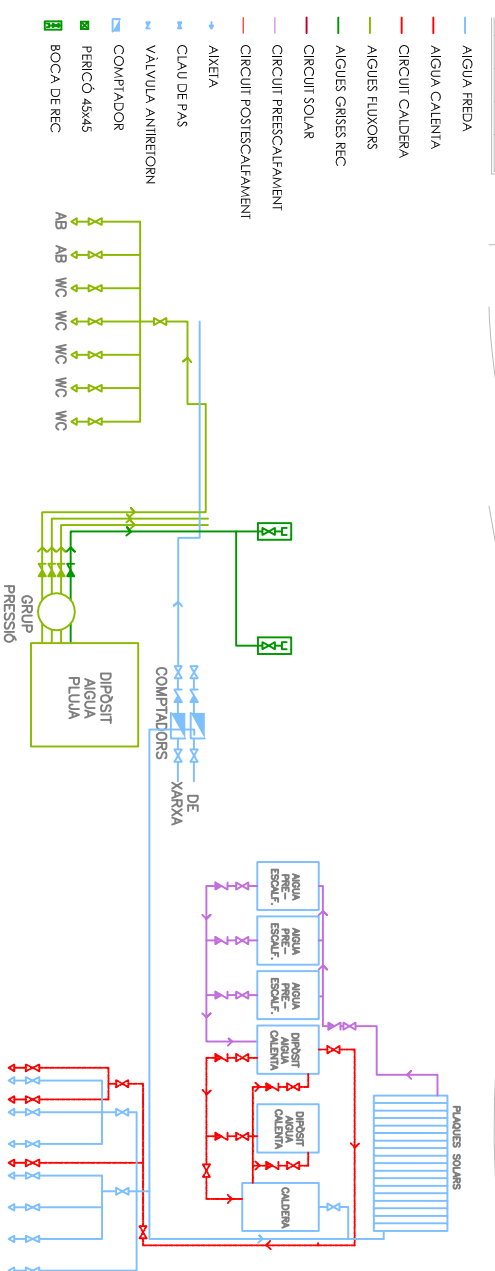 AIGUA FREDA
AIGUA CALENTA
CIRCUIT CALDERA
AIGUES FLUXORS
AIGUES GRISES REC
CIRCUIT SOLAR
CIRCUIT PREESCALFAMENT
CIRCUIT POSTESCALFAMENT
AIXETA
CLAU DE PAS
VÀLVULA ANTIRETORN
COMPTADOR
PERICÓ 45x45
BOCA DE REC
AB
AB
WC
WC
WC
WC
WC
GRUP
PRESSIÓ
DIPÒSIT
AIGUA
PLUJA
COMPTADORS
DE
XARXA
AIGUA
PRE-
ESCALF.
AIGUA
PRE-
ESCALF.
AIGUA
PRE-
ESCALF.
DIPÒSIT
AIGUA
CALENTA
DIPÒSIT
AIGUA
CALENTA
CALDERA
PLAQUES SOLARS